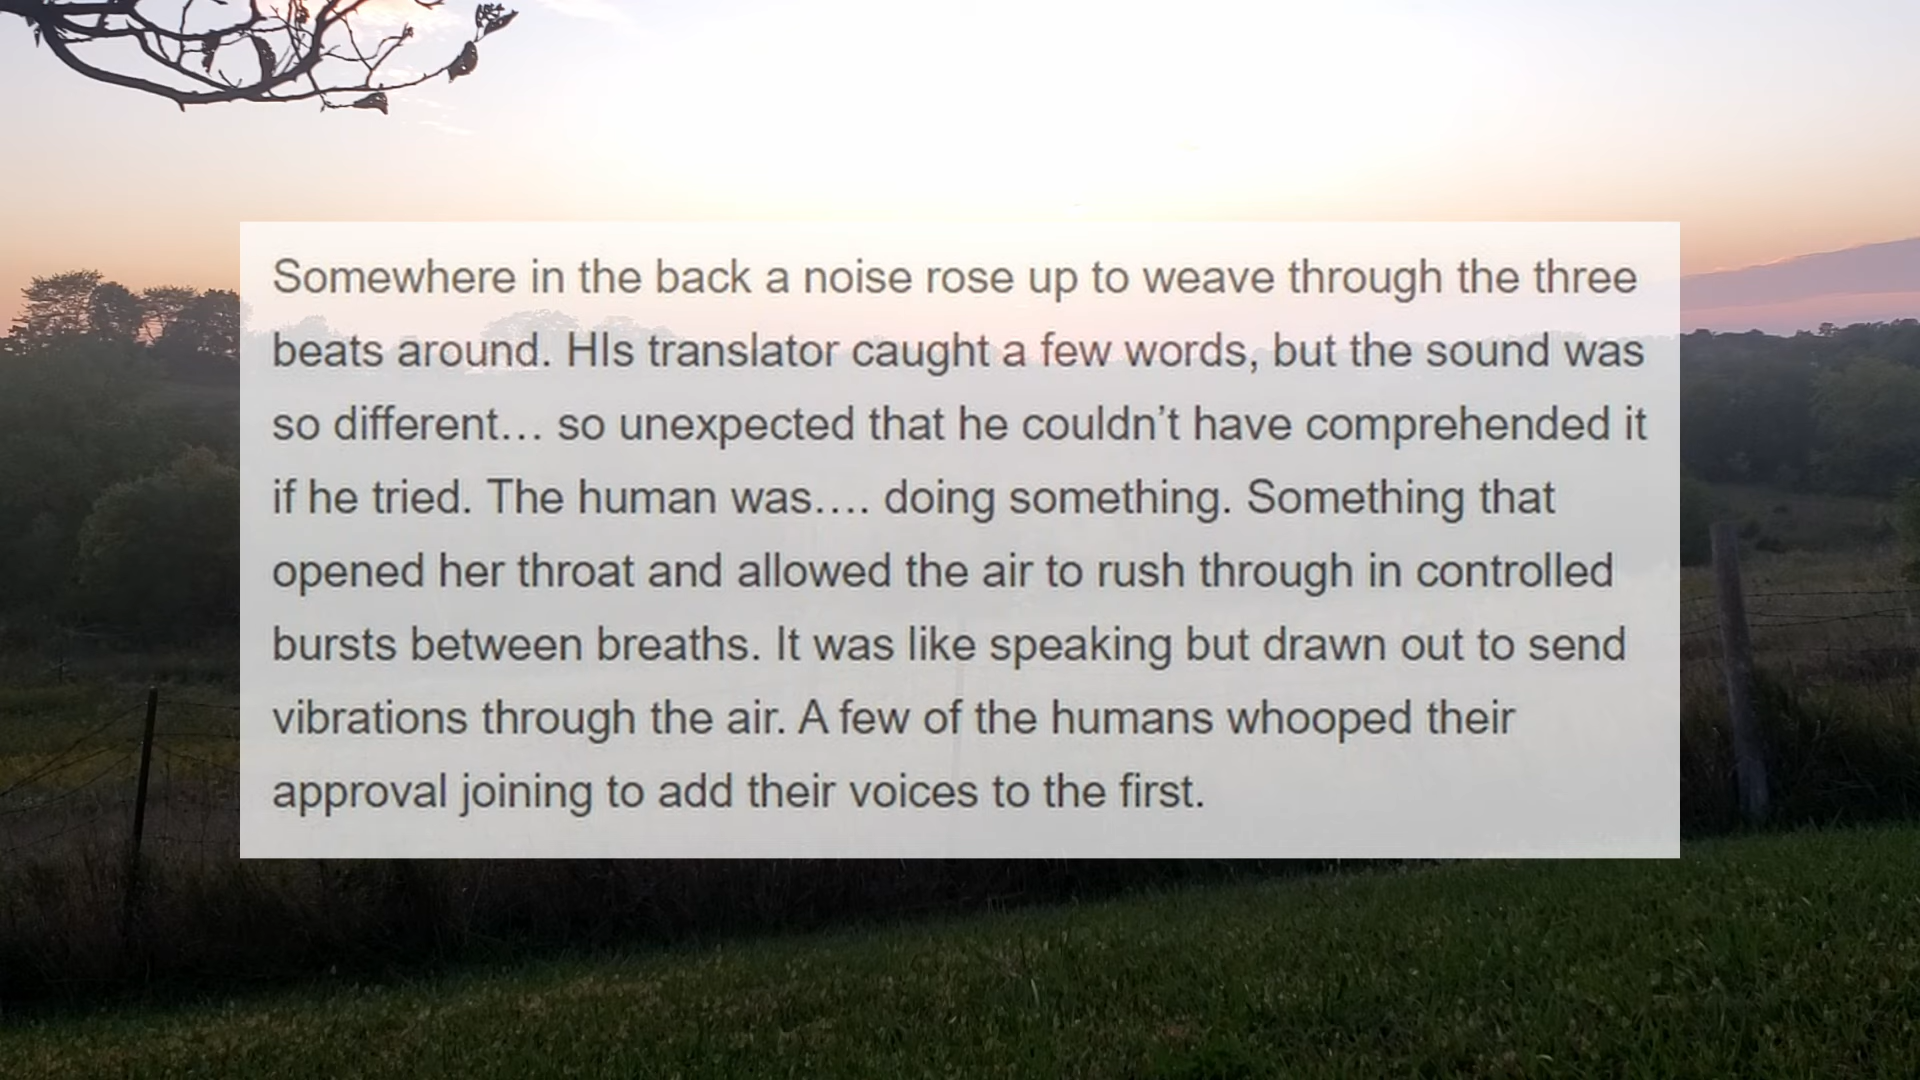 Somewhere in the back a noise rose up to weave through the three
beats around. HIs translator caught a few words, but the sound was
so different… so unexpected that he couldn’t have comprehended it
if he tried. The human was…. doing something. Something that
opened her throat and allowed the air to rush through in controlled
bursts between breaths. It was like speaking but drawn out to send
vibrations through the air. A few of the humans whooped their
approval joining to add their voices to the first.